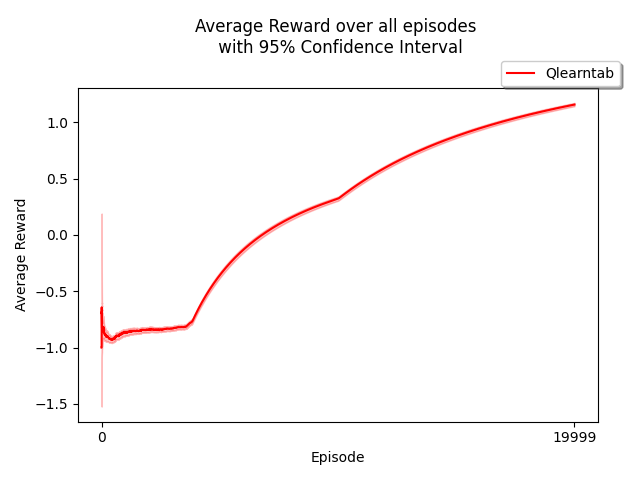 Average Reward over all episodes
with 95% Confidence Interval
Qlearntab
1.0
0.5
0.0
−0.5
−1.0
−1.5
Average Reward
0
19999
Episode